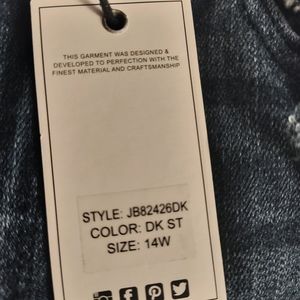 THIS GARMENT WAS DESIGNED &
DEVELOPED TO PERFECTION WITH THE
FINEST MATERIAL AND CRAFTSMANSHIP
STYLE: JB82426DK
COLOR: DK ST
SIZE: 14W